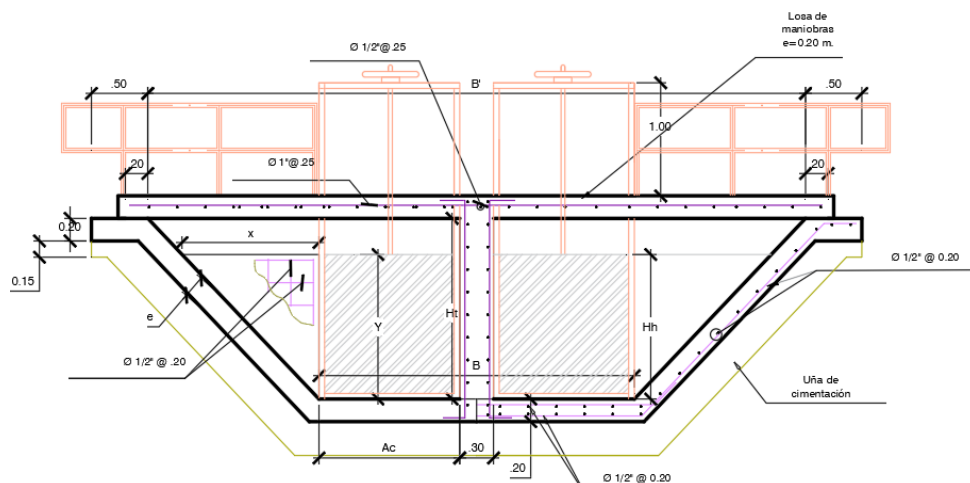 Losa de
maniobras
e=0.20 m.
Ø 1/2"@ .25
.50
B'
.50
1.00
.20
Ø 1"@.25
.20
0.20
x
0.15
e
Y
Ht
Hh
Ø 1/2" @ 0.20
Ø 1/2" @ .20
B
Uña de
cimentación
Ac
.30
.20
Ø 1/2" @ 0.20